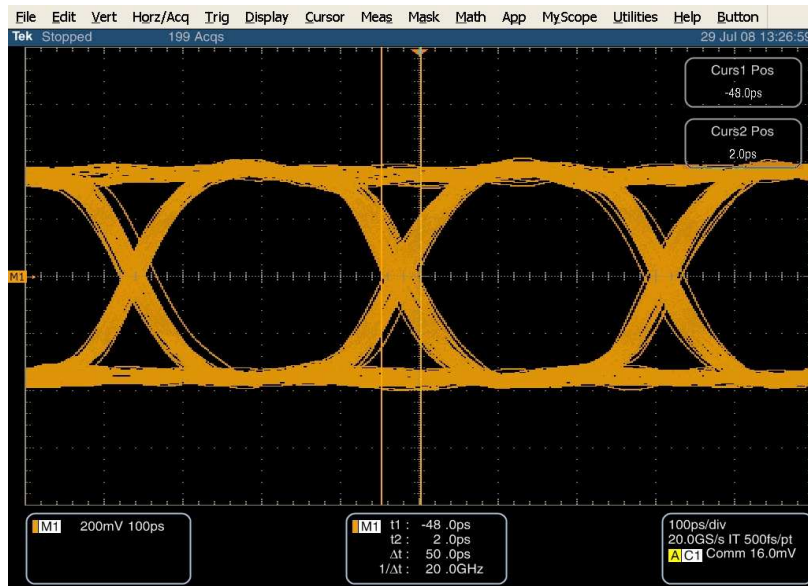 File Edit Vert Horz/Acq Trig Display Cursor Meas Mask Math App MyScope Utilities Help Button
Tek Stopped 199 Acqs 29 Jul 08 13:26:59
Curs1 Pos
-48.0ps
Curs2 Pos
2.0ps
M1
M1 200mV 100ps
M1 t1 : -48 .0ps
t2 : 2 .0ps
Δt : 50 .0ps
1/Δt : 20 .0GHz
100ps/div
20.0GS/s IT 500fs/pt
A C1 Comm 16.0mV